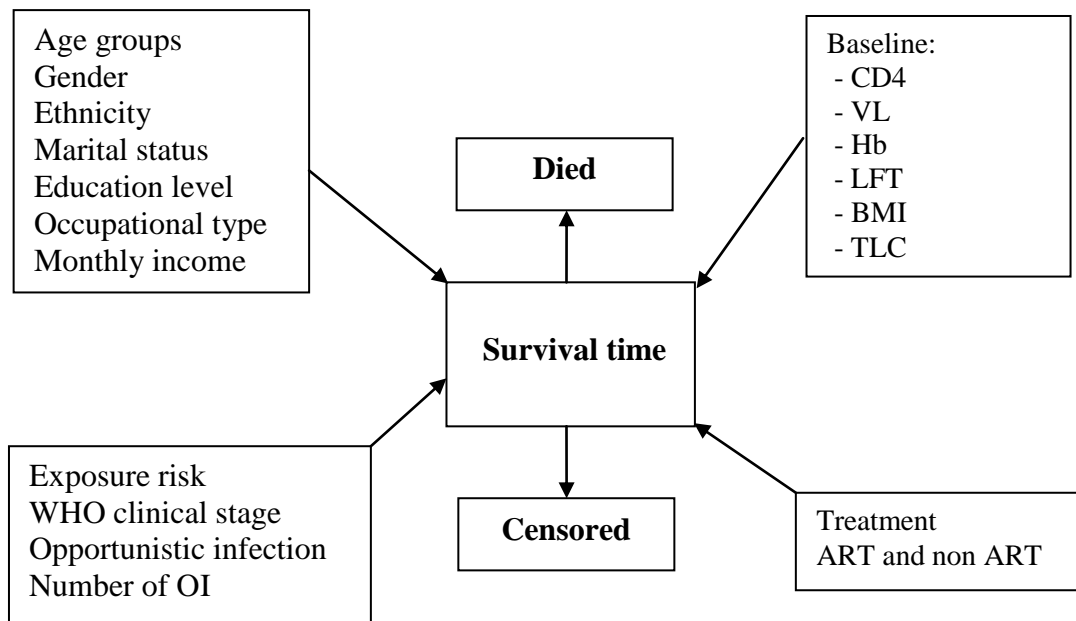 Age groups
Gender
Ethnicity
Marital status
Education level
Occupational type
Monthly income
Died
Baseline:
- CD4
- VL
- Hb
- LFT
- BMI
- TLC
Survival time
Exposure risk
WHO clinical stage
Opportunistic infection
Number of OI
Censored
Treatment
ART and non ART